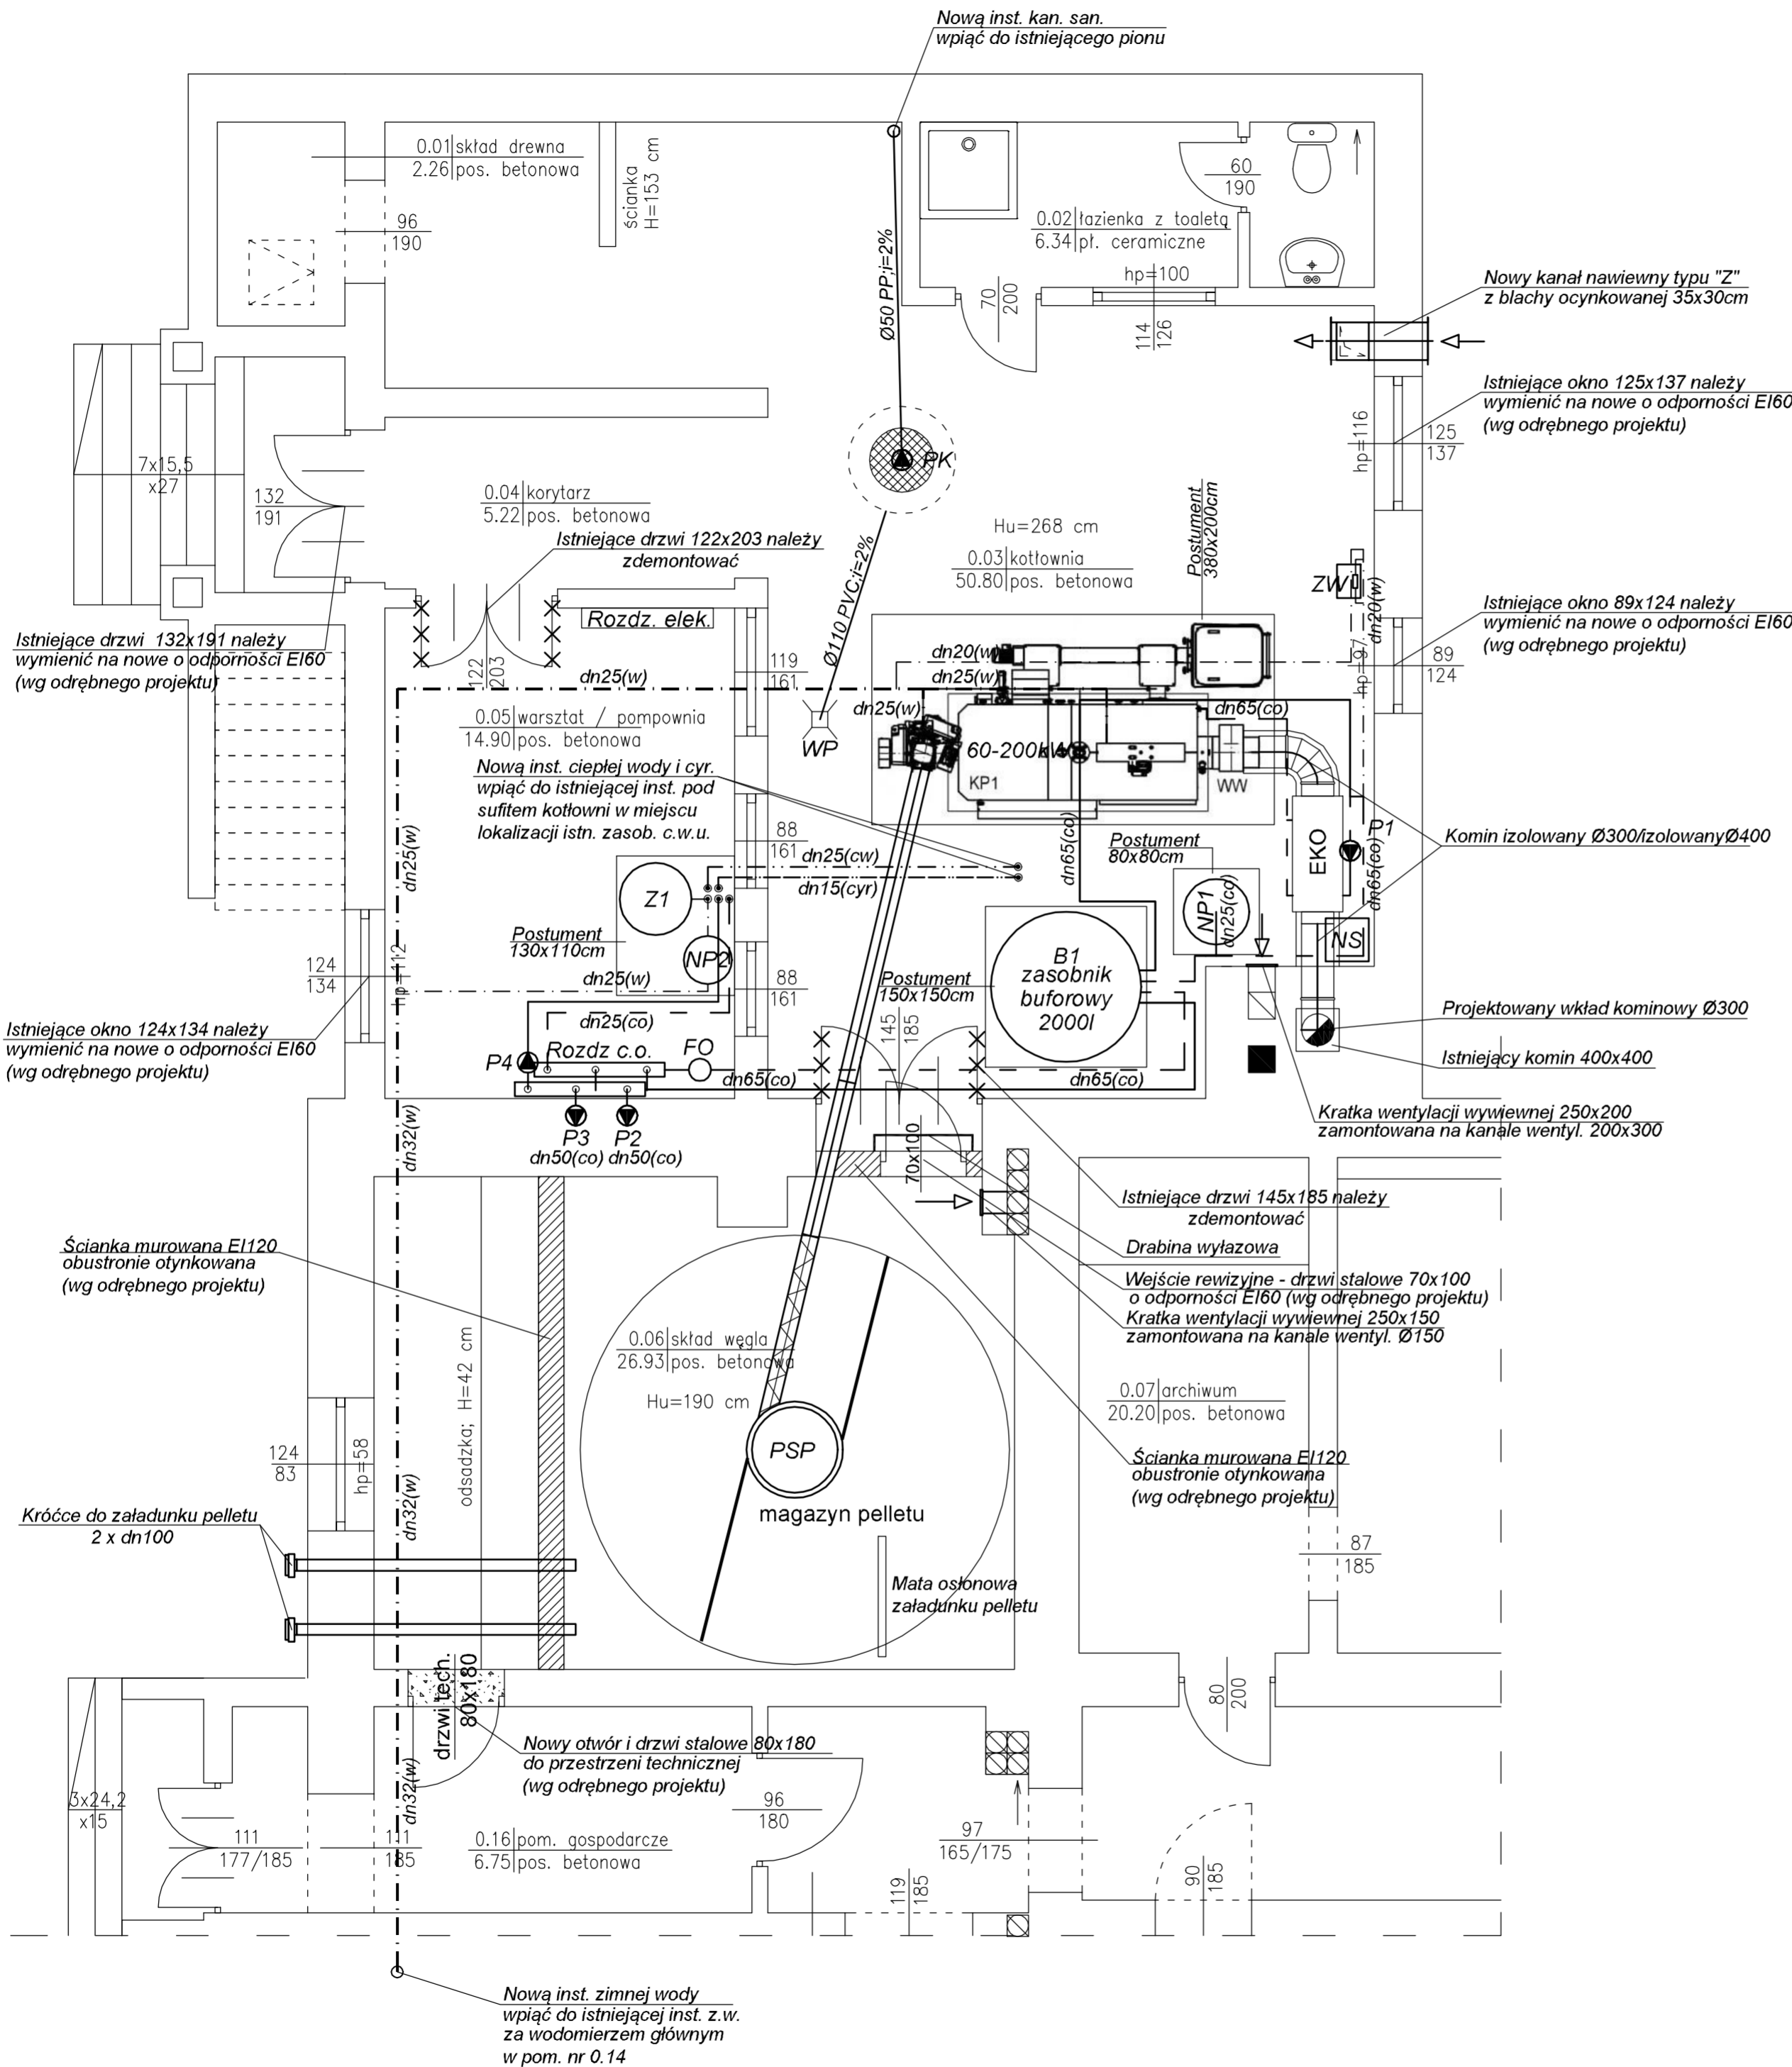 Nową inst. kan. san.
wpiąć do istniejącego pionu
0.01 skład drewna
2.26 pos. betonowa
ścianka
H=153 cm
96
190
Ø50 PP;i=2%
60
190
0.02 łazienka z toaletą
6.34 pł. ceramiczne
hp=100
70
200
114
126
Nowy kanał nawiewny typu "Z"
z blachy ocynkowanej 35x30cm
Istniejące okno 125x137 należy
wymienić na nowe o odporności EI60
(wg odrębnego projektu)
hp=116
125
137
7x15,5
x27
132
191
PK
0.04 korytarz
5.22 pos. betonowa
Istniejące drzwi 122x203 należy
zdemontować
Hu=268 cm
0.03 kotłownia
50.80 pos. betonowa
Postument
380x200cm
Ø110 PVC;i=2%
ZW
dn20(w)
Istniejące okno 89x124 należy
wymienić na nowe o odporności EI60
(wg odrębnego projektu)
hp=97
89
124
Istniejące drzwi 132x191 należy
wymienić na nowe o odporności EI60
(wg odrębnego projektu)
Rozdz. elek.
122
203
dn25(w)
119
161
dn20(w)
dn25(w)
dn25(w)
dn65(co)
0.05 warsztat / pompownia
14.90 pos. betonowa
WP
60-200kW
KP1
WW
Nową inst. ciepłej wody i cyr.
wpiąć do istniejącej inst. pod
sufitem kotłowni w miejscu
lokalizacji istn. zasob. c.w.u.
dn25(w)
88
161
dn25(cw)
dn15(cyr)
dn65(co)
Postument
80x80cm
EKO
P1
dn65(co)
Komin izolowany Ø300/izolowanyØ400
Z1
NP1
dn25(co)
NS
Postument
130x110cm
NP2
124
134
hp=112
dn25(w)
88
161
Postument
150x150cm
B1
zasobnik
buforowy
2000l
145
185
Istniejące okno 124x134 należy
wymienić na nowe o odporności EI60
(wg odrębnego projektu)
dn25(co)
P4
Rozdz c.o.
FO
dn65(co)
dn65(co)
Projektowany wkład kominowy Ø300
Istniejący komin 400x400
Kratka wentylacji wywiewnej 250x200
zamontowana na kanale wentyl. 200x300
dn32(w)
P3
P2
dn50(co)
dn50(co)
70x100
Istniejące drzwi 145x185 należy
zdemontować
Drabina wyłazowa
Wejście rewizyjne - drzwi stalowe 70x100
o odporności EI60 (wg odrębnego projektu)
Kratka wentylacji wywiewnej 250x150
zamontowana na kanale wentyl. Ø150
Ścianka murowana EI120
obustronie otynkowana
(wg odrębnego projektu)
odsadzka; H=42 cm
0.06 skład węgla
26.93 pos. betonowa
Hu=190 cm
0.07 archiwum
20.20 pos. betonowa
PSP
magazyn pelletu
Ścianka murowana EI120
obustronie otynkowana
(wg odrębnego projektu)
124
83
hp=58
dn32(w)
Króćce do załadunku pelletu
2 x dn100
87
185
Mata osłonowa
załadunku pelletu
drzwi tech.
80x180
80
200
Nowy otwór i drzwi stalowe 80x180
do przestrzeni technicznej
(wg odrębnego projektu)
dn32(w)
3x24,2
x15
96
180
111
177/185
111
185
0.16 pom. gospodarcze
6.75 pos. betonowa
97
165/175
119
185
90
185
Nową inst. zimnej wody
wpiąć do istniejącej inst. z.w.
za wodomierzem głównym
w pom. nr 0.14